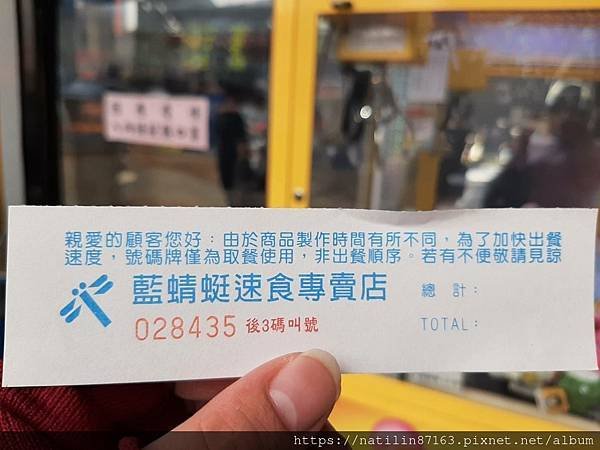 親愛的顧客您好：由於商品製作時間有所不同，為了加快出餐
速度，號碼牌僅為取餐使用，非出餐順序。若有不便敬請見諒
藍蜻蜓速食專賣店
總 計：
028435 後3碼叫號
TOTAL：
https://natilin87163.pixnet.net/album